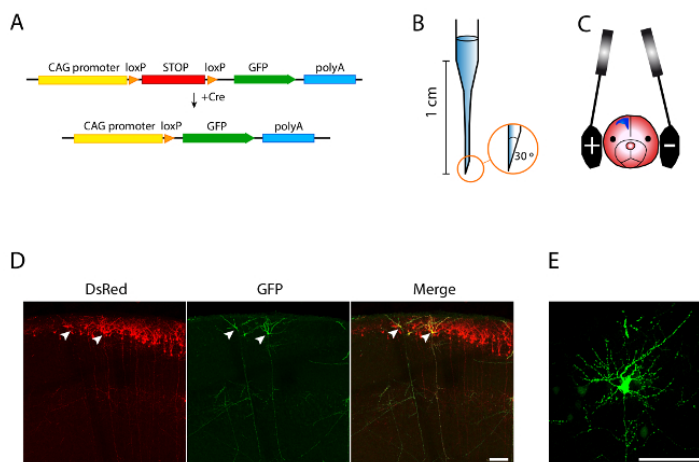 A
CAG promoter loxP STOP loxP GFP polyA
+Cre
CAG promoter loxP GFP polyA
B
1 cm
30 º
C
+ -
D
DsRed GFP Merge
E